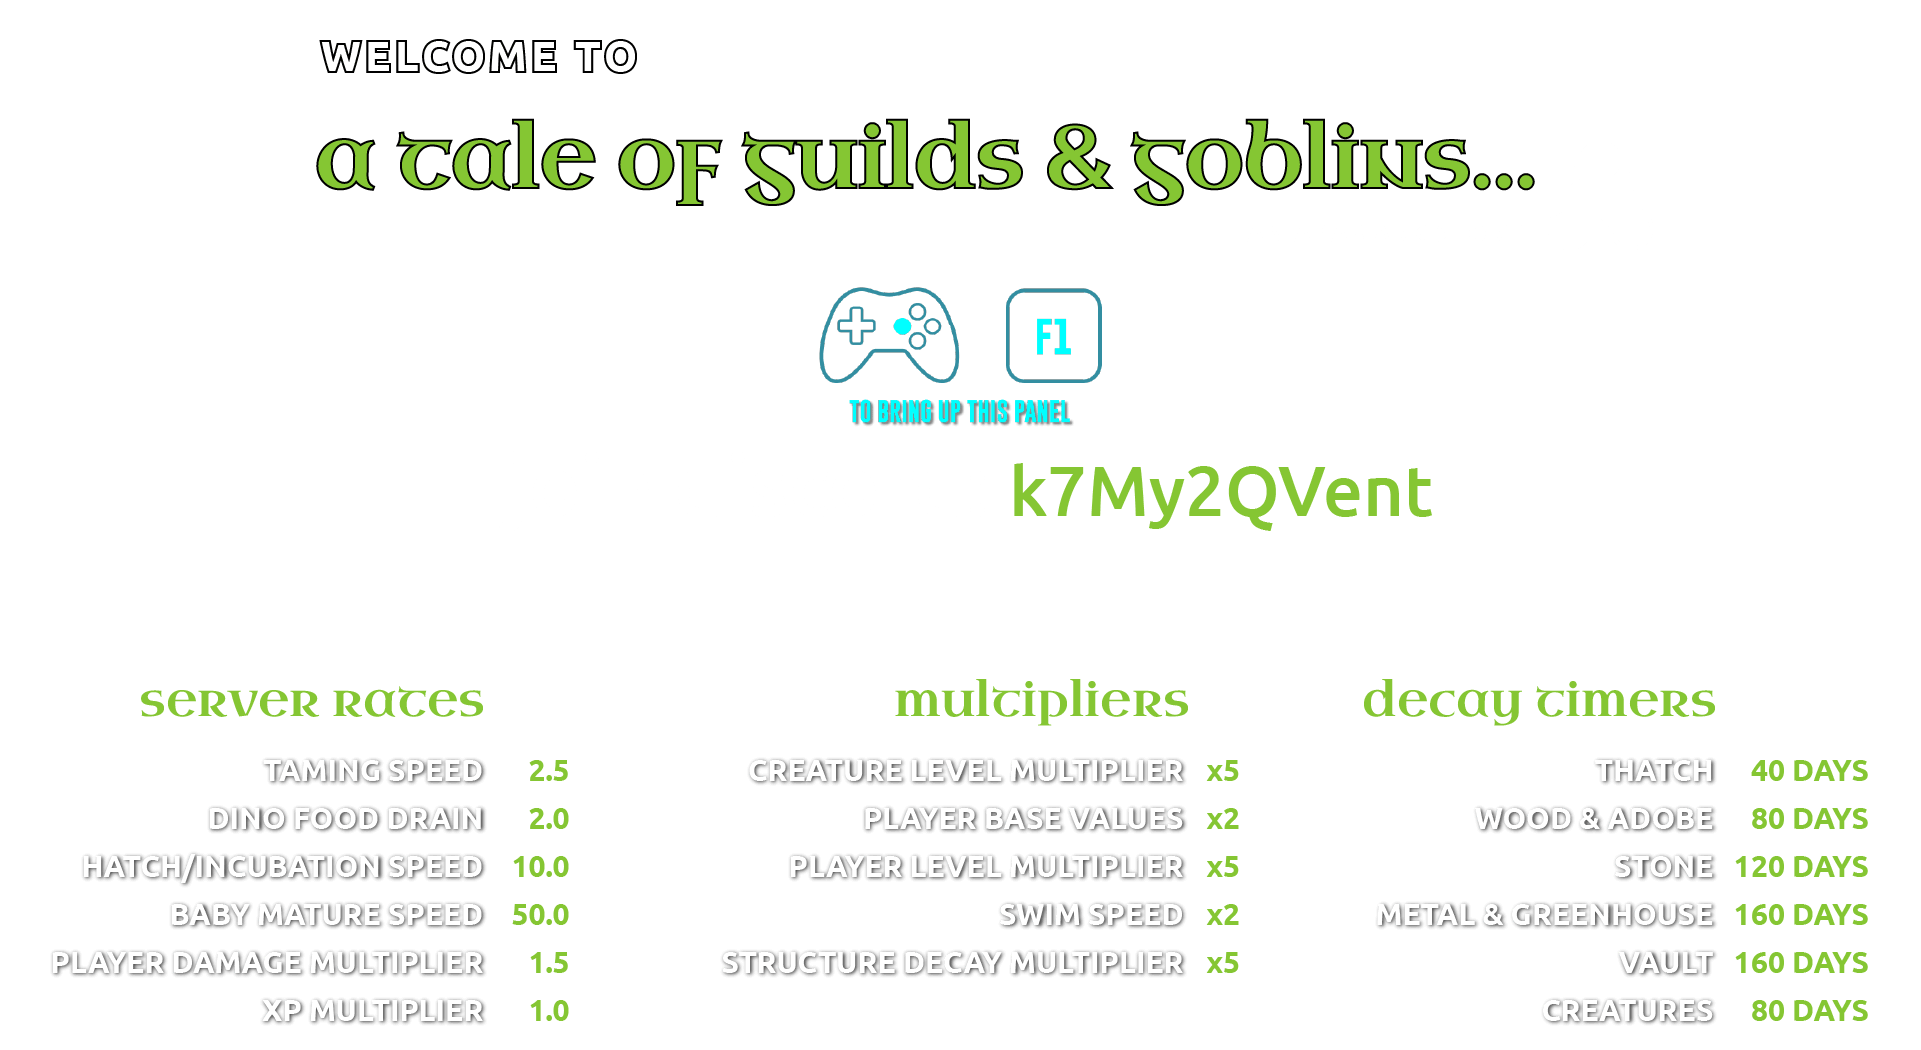 WELCOME TO
a tale of guilds & goblins...
F1
TO BRING UP THIS PANEL
k7My2QVent
server rates
TAMING SPEED 2.5
DINO FOOD DRAIN 2.0
HATCH/INCUBATION SPEED 10.0
BABY MATURE SPEED 50.0
PLAYER DAMAGE MULTIPLIER 1.5
XP MULTIPLIER 1.0
multipliers
CREATURE LEVEL MULTIPLIER x5
PLAYER BASE VALUES x2
PLAYER LEVEL MULTIPLIER x5
SWIM SPEED x2
STRUCTURE DECAY MULTIPLIER x5
decay timers
THATCH 40 DAYS
WOOD & ADOBE 80 DAYS
STONE 120 DAYS
METAL & GREENHOUSE 160 DAYS
VAULT 160 DAYS
CREATURES 80 DAYS